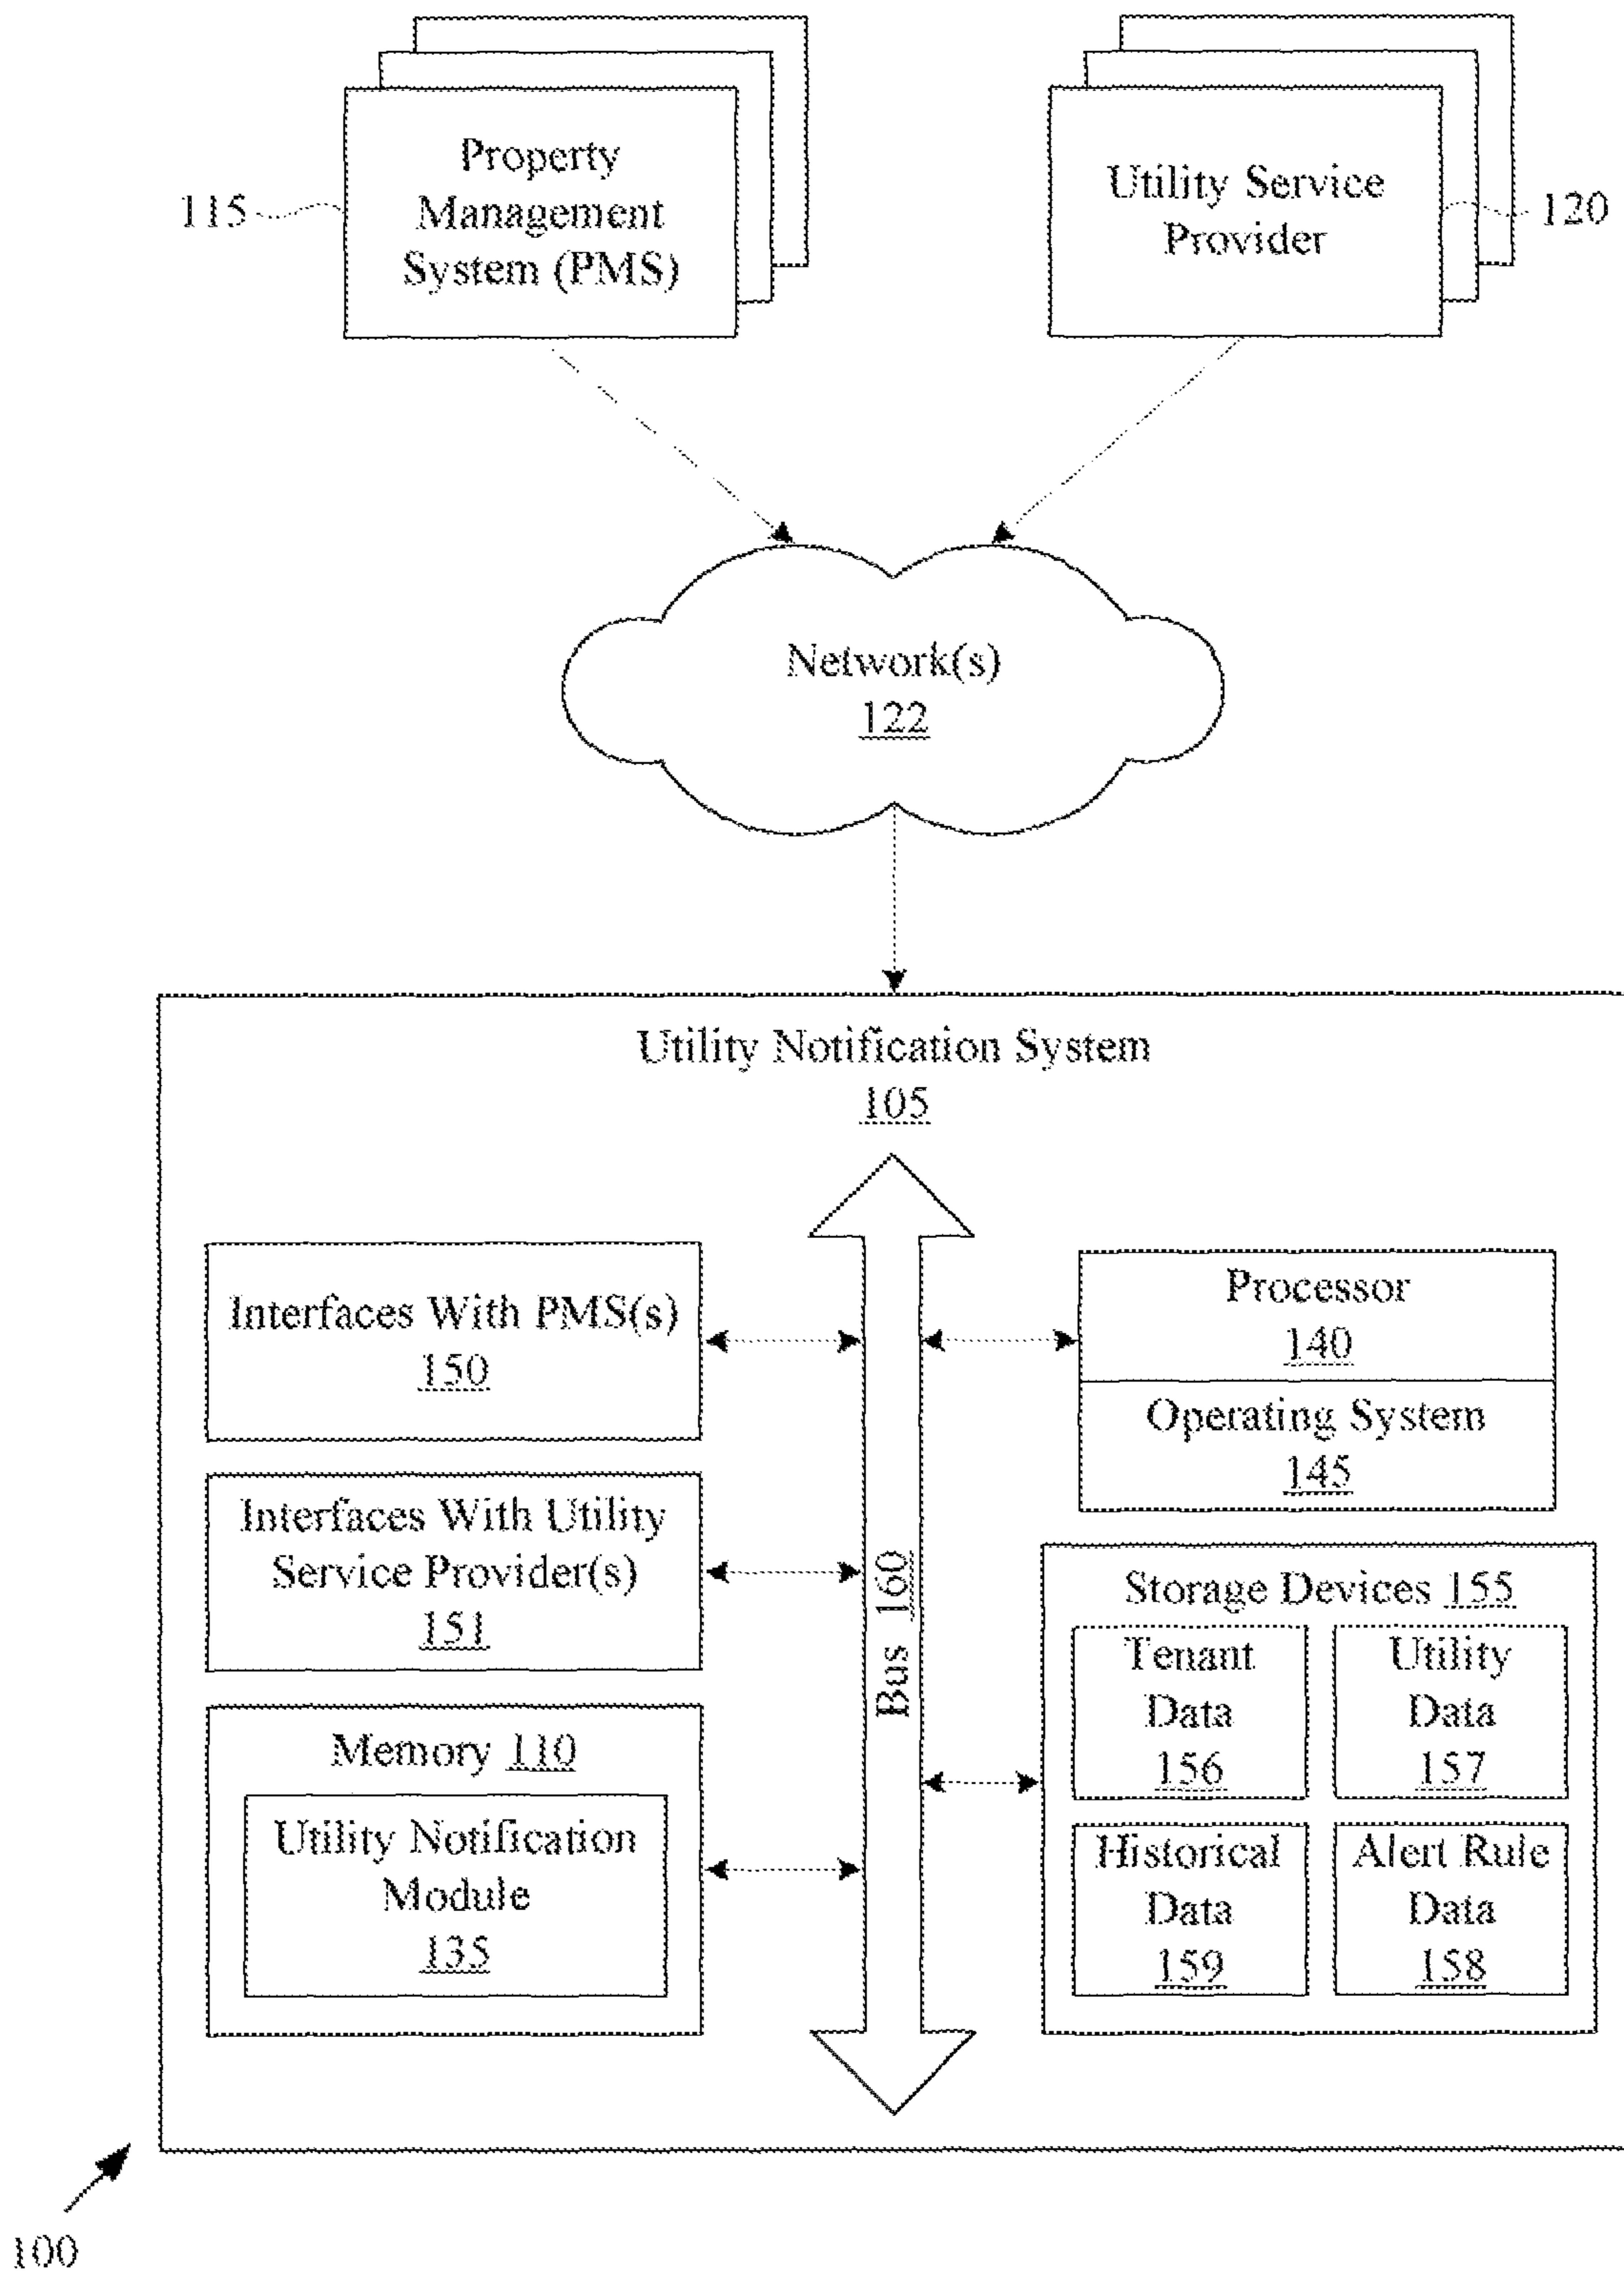 Property
Management
System (PMS)
115
Utility Service
Provider
120
Network(s)
122
Utility Notification System
105
Interfaces With PMS(s)
150
Processor
140
Operating System
145
Interfaces With Utility
Service Provider(s)
151
Bus 160
Storage Devices 155
Tenant
Data
156
Utility
Data
157
Memory 110
Utility Notification
Module
135
Historical
Data
159
Alert Rule
Data
158
100